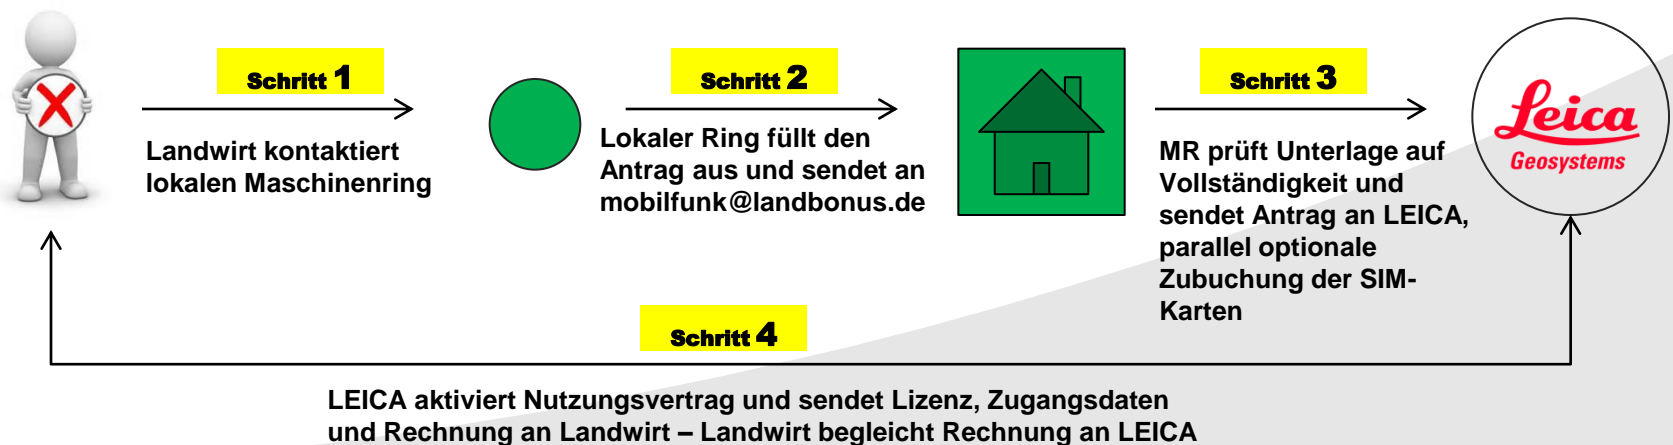 Schritt 1
Landwirt kontaktiert
lokalen Maschinenring
Schritt 2
Lokaler Ring füllt den
Antrag aus und sendet an
mobilfunk@landbonus.de
Schritt 3
MR prüft Unterlage auf
Vollständigkeit und
sendet Antrag an LEICA,
parallel optionale
Zubuchung der SIM-
Karten
Leica
Geosystems
Schritt 4
LEICA aktiviert Nutzungsvertrag und sendet Lizenz, Zugangsdaten
und Rechnung an Landwirt – Landwirt begleicht Rechnung an LEICA